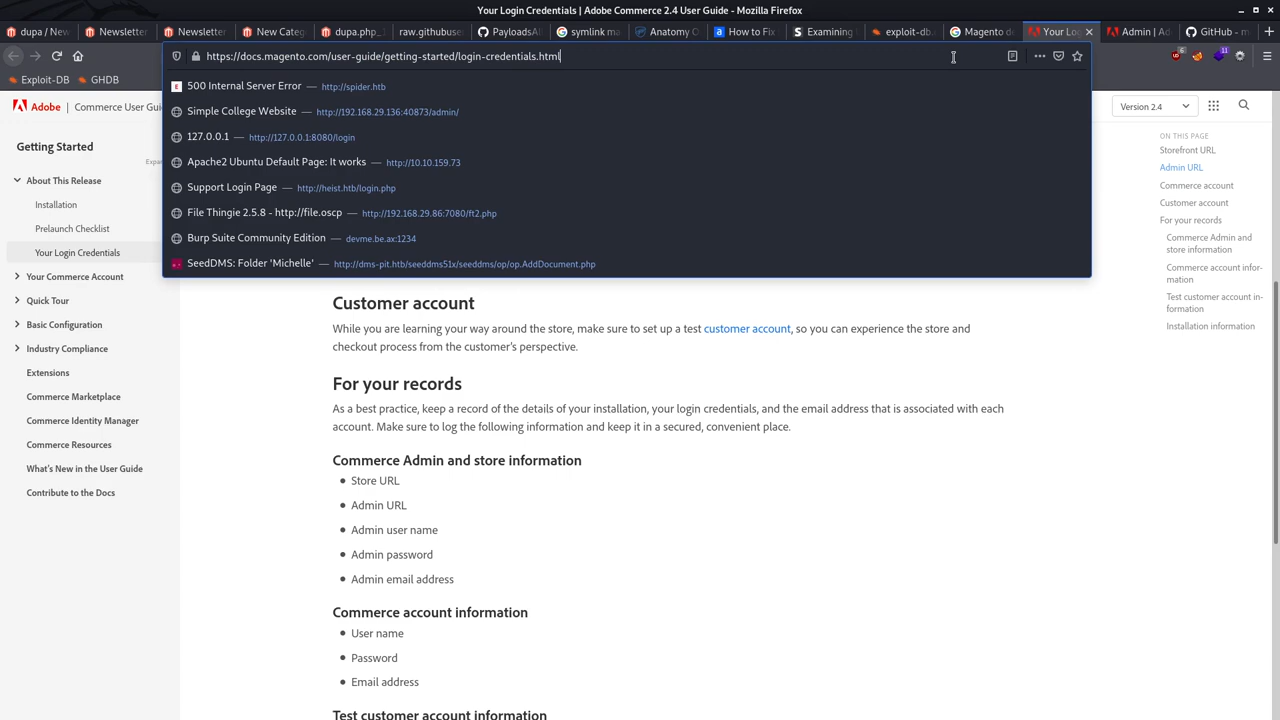 Your Login Credentials | Adobe Commerce 2.4 User Guide - Mozilla Firefox
dupa / New
Newsletter
Newsletter
New Categ
dupa.php_
raw.githubuse
PayloadsAl
symlink ma
Anatomy O
How to Fix
Examining
exploit-db.
Magento de
Your Lo
Admin | Ad
GitHub - m
https://docs.magento.com/user-guide/getting-started/login-credentials.html
6
11
Exploit-DB
GHDB
500 Internal Server Error — http://spider.htb
Simple College Website — http://192.168.29.136:40873/admin/
127.0.0.1 — http://127.0.0.1:8080/login
Apache2 Ubuntu Default Page: It works — http://10.10.159.73
Support Login Page — http://heist.htb/login.php
File Thingie 2.5.8 - http://file.oscp — http://192.168.29.86:7080/ft2.php
Burp Suite Community Edition — devme.be.ax:1234
SeedDMS: Folder 'Michelle' — http://dms-pit.htb/seeddms51x/seeddms/op/op.AddDocument.php
Adobe
Commerce User Gui
Version 2.4
Getting Started
Expan
About This Release
Installation
Prelaunch Checklist
Your Login Credentials
Your Commerce Account
Quick Tour
Basic Configuration
Industry Compliance
Extensions
Commerce Marketplace
Commerce Identity Manager
Commerce Resources
What's New in the User Guide
Contribute to the Docs
Customer account
While you are learning your way around the store, make sure to set up a test customer account, so you can experience the store and
checkout process from the customer's perspective.
For your records
As a best practice, keep a record of the details of your installation, your login credentials, and the email address that is associated with each
account. Make sure to log the following information and keep it in a secured, convenient place.
Commerce Admin and store information
Store URL
Admin URL
Admin user name
Admin password
Admin email address
Commerce account information
User name
Password
Email address
Test customer account information
ON THIS PAGE
Storefront URL
Admin URL
Commerce account
Customer account
For your records
Commerce Admin and
store information
Commerce account infor-
mation
Test customer account in-
formation
Installation information